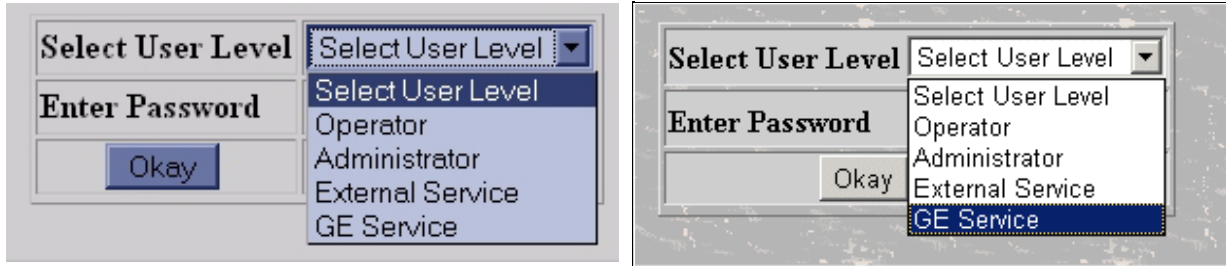 Select User Level Select User Level
Select User Level
Enter Password
Operator
Administrator
Okay
External Service
GE Service
Select User Level Select User Level
Select User Level
Enter Password
Operator
Administrator
Okay
External Service
GE Service